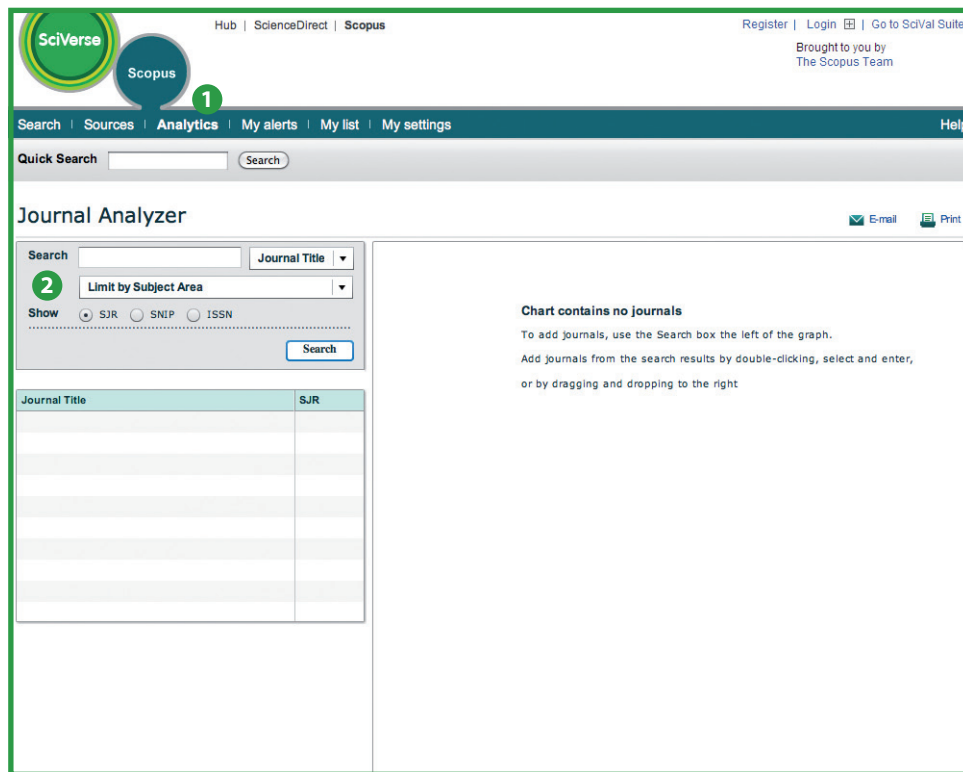 SciVerse
Hub | ScienceDirect | Scopus
Register | Login | Go to SciVal Suite
Brought to you by
The Scopus Team
Scopus
1
Search | Sources | Analytics | My alerts | My list | My settings
Help
Quick Search
Search
Journal Analyzer
E-mail
Print
Search
Journal Title
2
Limit by Subject Area
Show SJR SNIP ISSN
Search
Journal Title SJR
Chart contains no journals
To add journals, use the Search box the left of the graph.
Add journals from the search results by double-clicking, select and enter,
or by dragging and dropping to the right